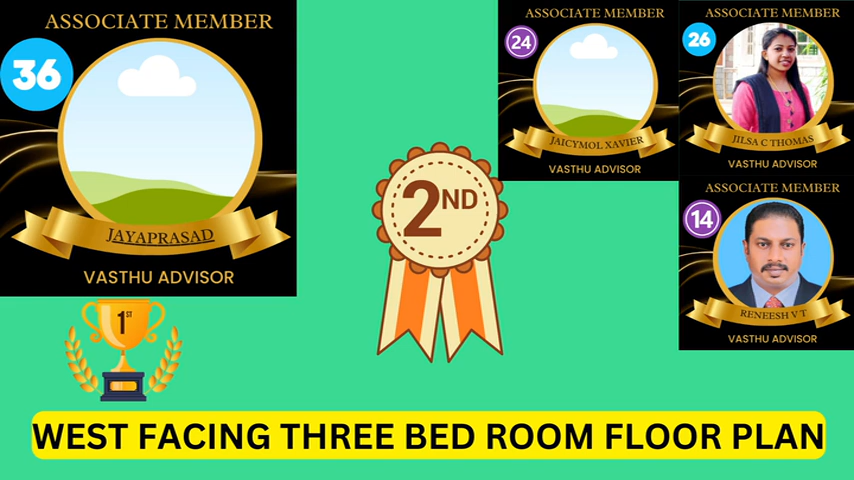 ASSOCIATE MEMBER
36
JAYAPRASAD
VASTHU ADVISOR
1ST
2ND
ASSOCIATE MEMBER
24
JAICYMOL XAVIER
VASTHU ADVISOR
ASSOCIATE MEMBER
26
JILSA C THOMAS
VASTHU ADVISOR
ASSOCIATE MEMBER
14
RENEESH V T
VASTHU ADVISOR
WEST FACING THREE BED ROOM FLOOR PLAN